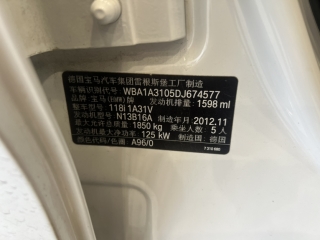 德国宝马汽车集团雷根斯堡工厂制造
车辆识别代号 WBA1A3105DJ674577
品牌 宝马(BMW)牌 发动机排量: 1598 ml
整车型号: 118i 1A31V
发动机型号: N13B16A 制造年月 2012.11
最大允许总质量: 1850 kg 乘坐人数: 5 人
发动机最大净功率: 125 kW 制造国: 德国
颜色代码/色漆: A96/0